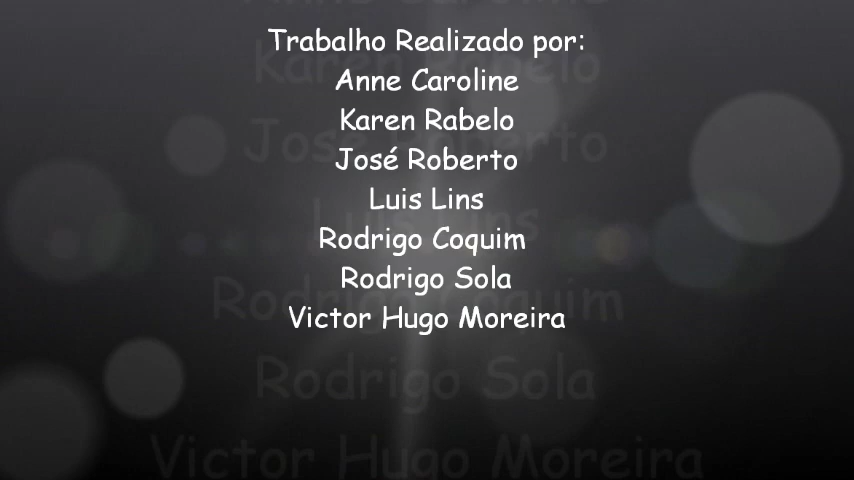 Trabalho Realizado por:
Anne Caroline
Karen Rabelo
José Roberto
Luis Lins
Rodrigo Coquim
Rodrigo Sola
Victor Hugo Moreira